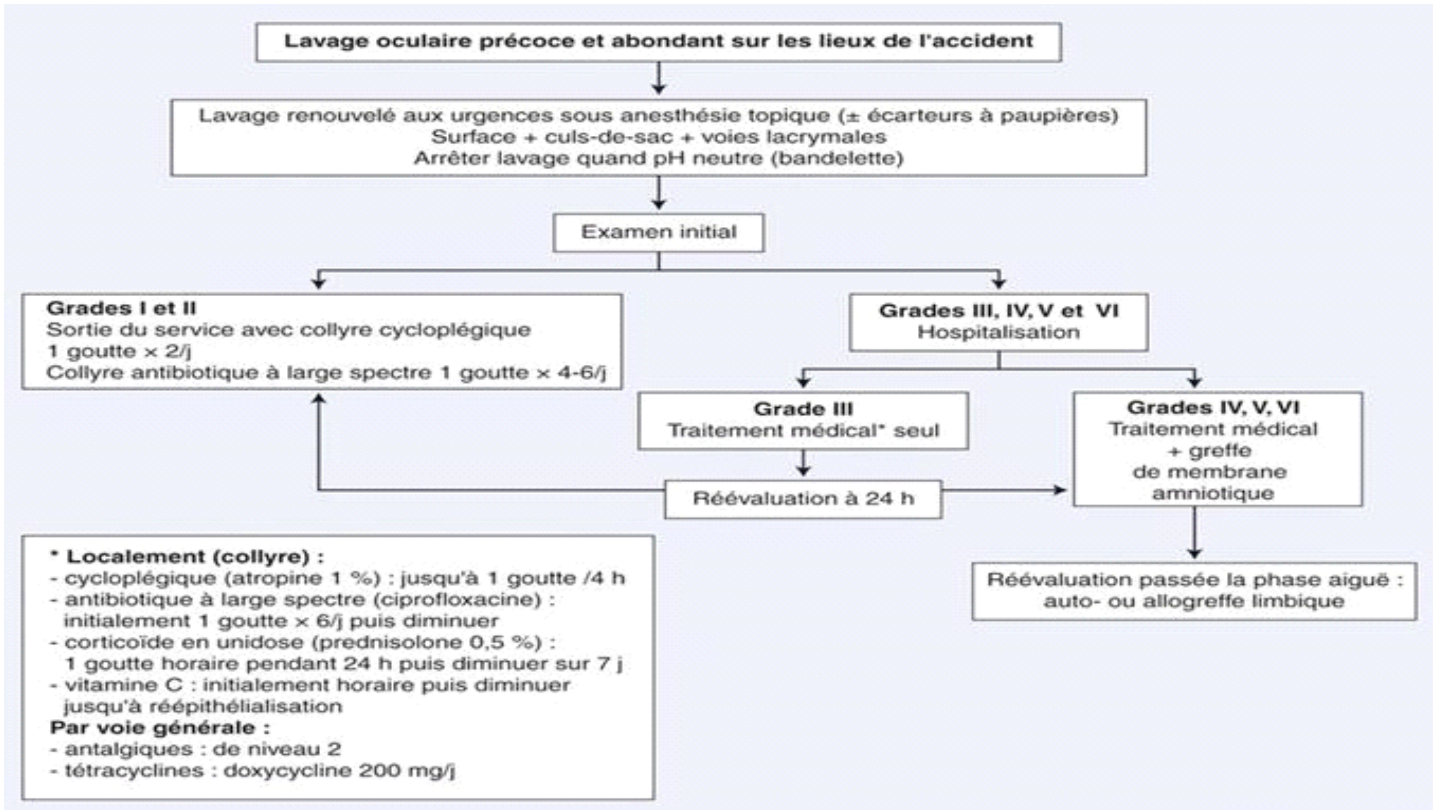 Lavage oculaire précoce et abondant sur les lieux de l'accident
Lavage renouvelé aux urgences sous anesthésie topique (± écarteurs à paupières)
Surface + culs-de-sac + voies lacrymales
Arrêter lavage quand pH neutre (bandelette)
Examen initial
Grades I et II
Sortie du service avec collyre cycloplégique
1 goutte × 2/j
Collyre antibiotique à large spectre 1 goutte × 4-6/j
Grades III, IV, V et VI
Hospitalisation
Grade III
Traitement médical* seul
Grades IV, V, VI
Traitement médical
+ greffe
de membrane
amniotique
Réévaluation à 24 h
Réévaluation passée la phase aiguë :
auto- ou allogreffe limbique
* Localement (collyre) :
- cycloplégique (atropine 1 %) : jusqu'à 1 goutte /4 h
- antibiotique à large spectre (ciprofloxacine) :
initialement 1 goutte × 6/j puis diminuer
- corticoïde en unidose (prednisolone 0,5 %) :
1 goutte horaire pendant 24 h puis diminuer sur 7 j
- vitamine C : initialement horaire puis diminuer
jusqu'à réépithélialisation
Par voie générale :
- antalgiques : de niveau 2
- tétracyclines : doxycycline 200 mg/j